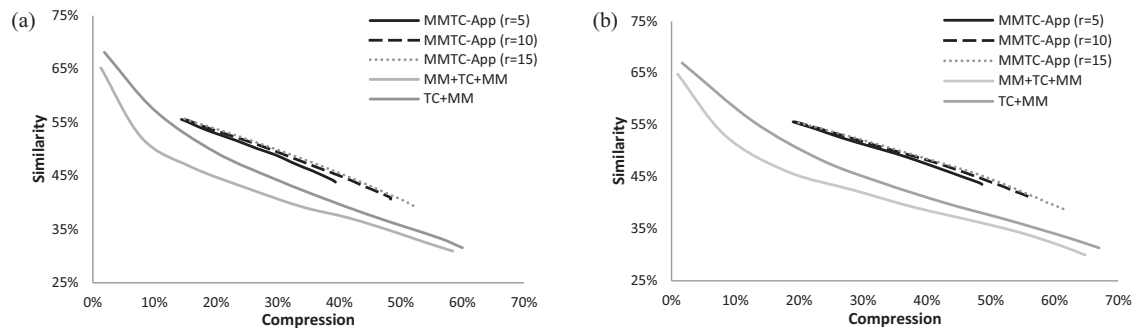 (a)
75%
65%
55%
45%
35%
25%
Similarity
0% 10% 20% 30% 40% 50% 60% 70%
Compression
MMTC-App (r=5)
MMTC-App (r=10)
MMTC-App (r=15)
MM+TC+MM
TC+MM
(b)
75%
65%
55%
45%
35%
25%
Similarity
0% 10% 20% 30% 40% 50% 60% 70%
Compression
MMTC-App (r=5)
MMTC-App (r=10)
MMTC-App (r=15)
MM+TC+MM
TC+MM